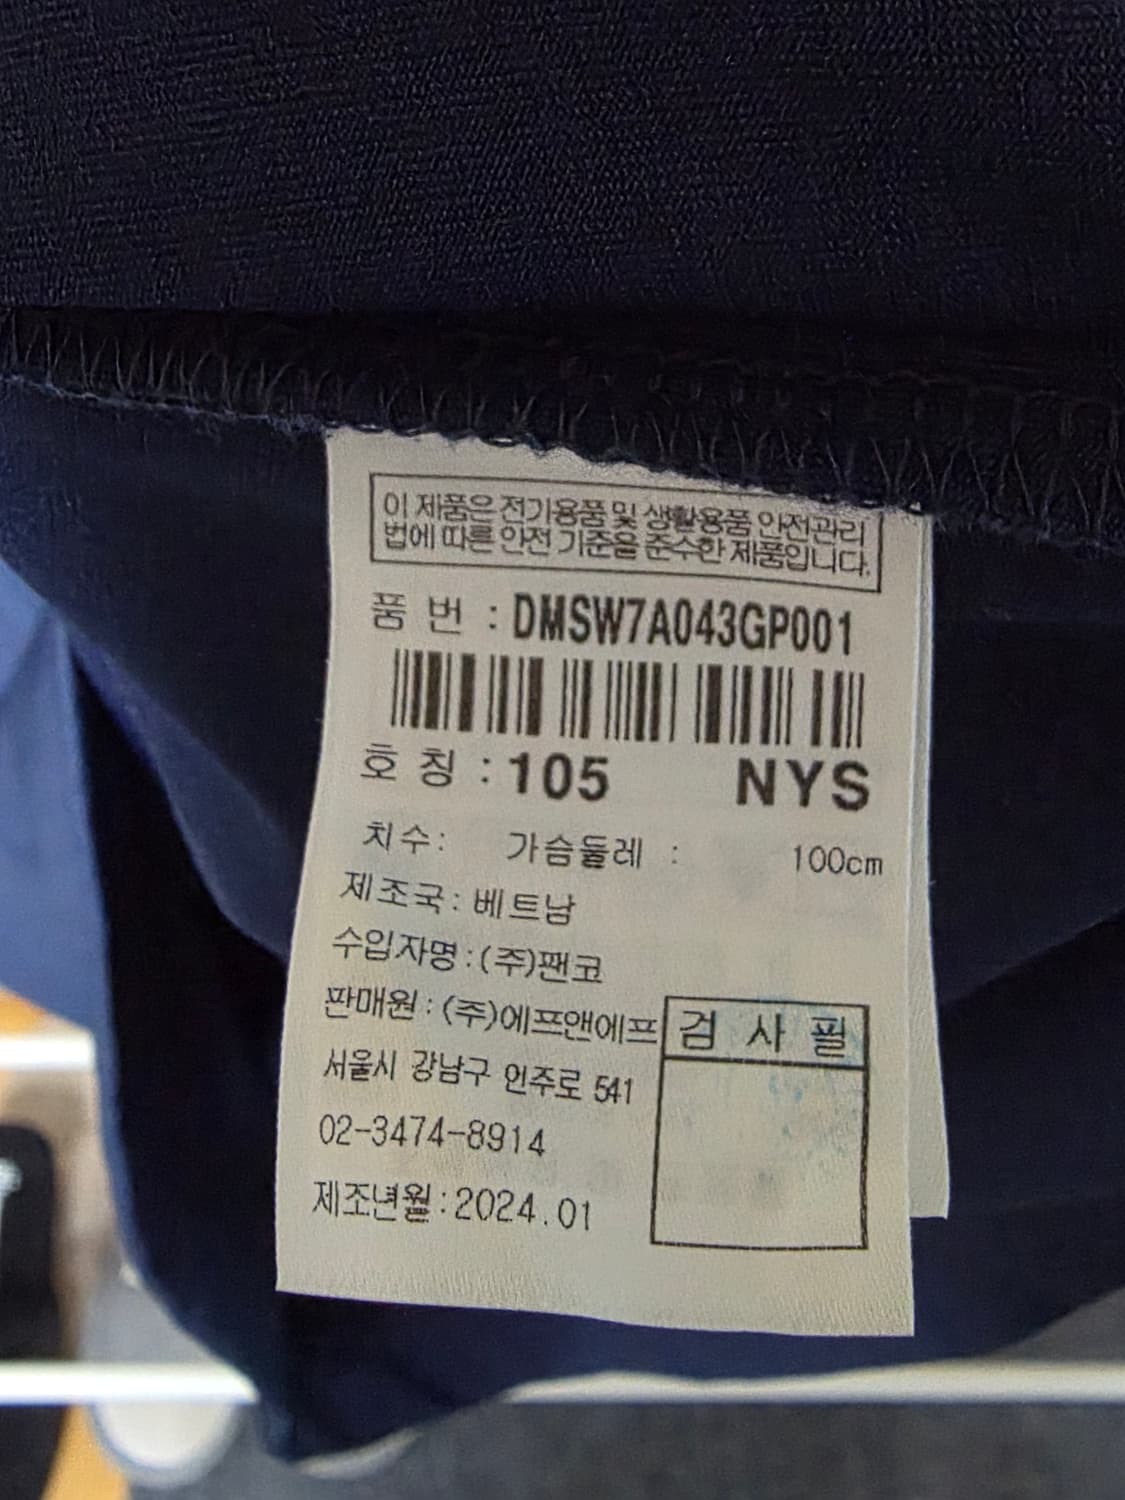 이 제품은 전기용품 및 생활용품 안전관리
법에 따른 안전 기준을 준수한 제품입니다.
품 번 : DMSW7A043GP001
호 칭 : 105 NYS
치수: 가슴둘레 : 100cm
제조국: 베트남
수입자명:(주)팬코
판매원:(주)에프앤에프
검 사 필
서울시 강남구 언주로 541
02-3474-8914
제조년월:2024.01